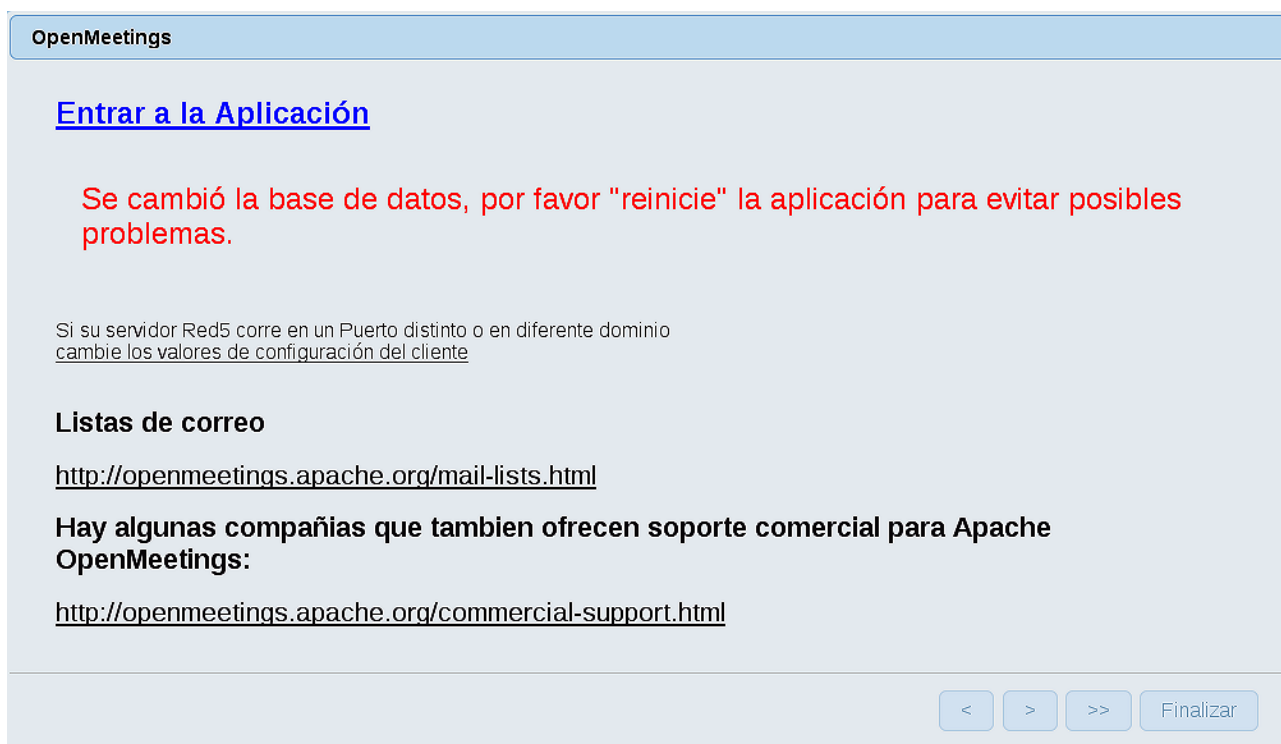 OpenMeetings
Entrar a la Aplicación
Se cambió la base de datos, por favor "reinicie" la aplicación para evitar posibles
problemas.
Si su servidor Red5 corre en un Puerto distinto o en diferente dominio
cambie los valores de configuración del cliente
Listas de correo
http://openmeetings.apache.org/mail-lists.html
Hay algunas compañias que tambien ofrecen soporte comercial para Apache
OpenMeetings:
http://openmeetings.apache.org/commercial-support.html
< > >> Finalizar